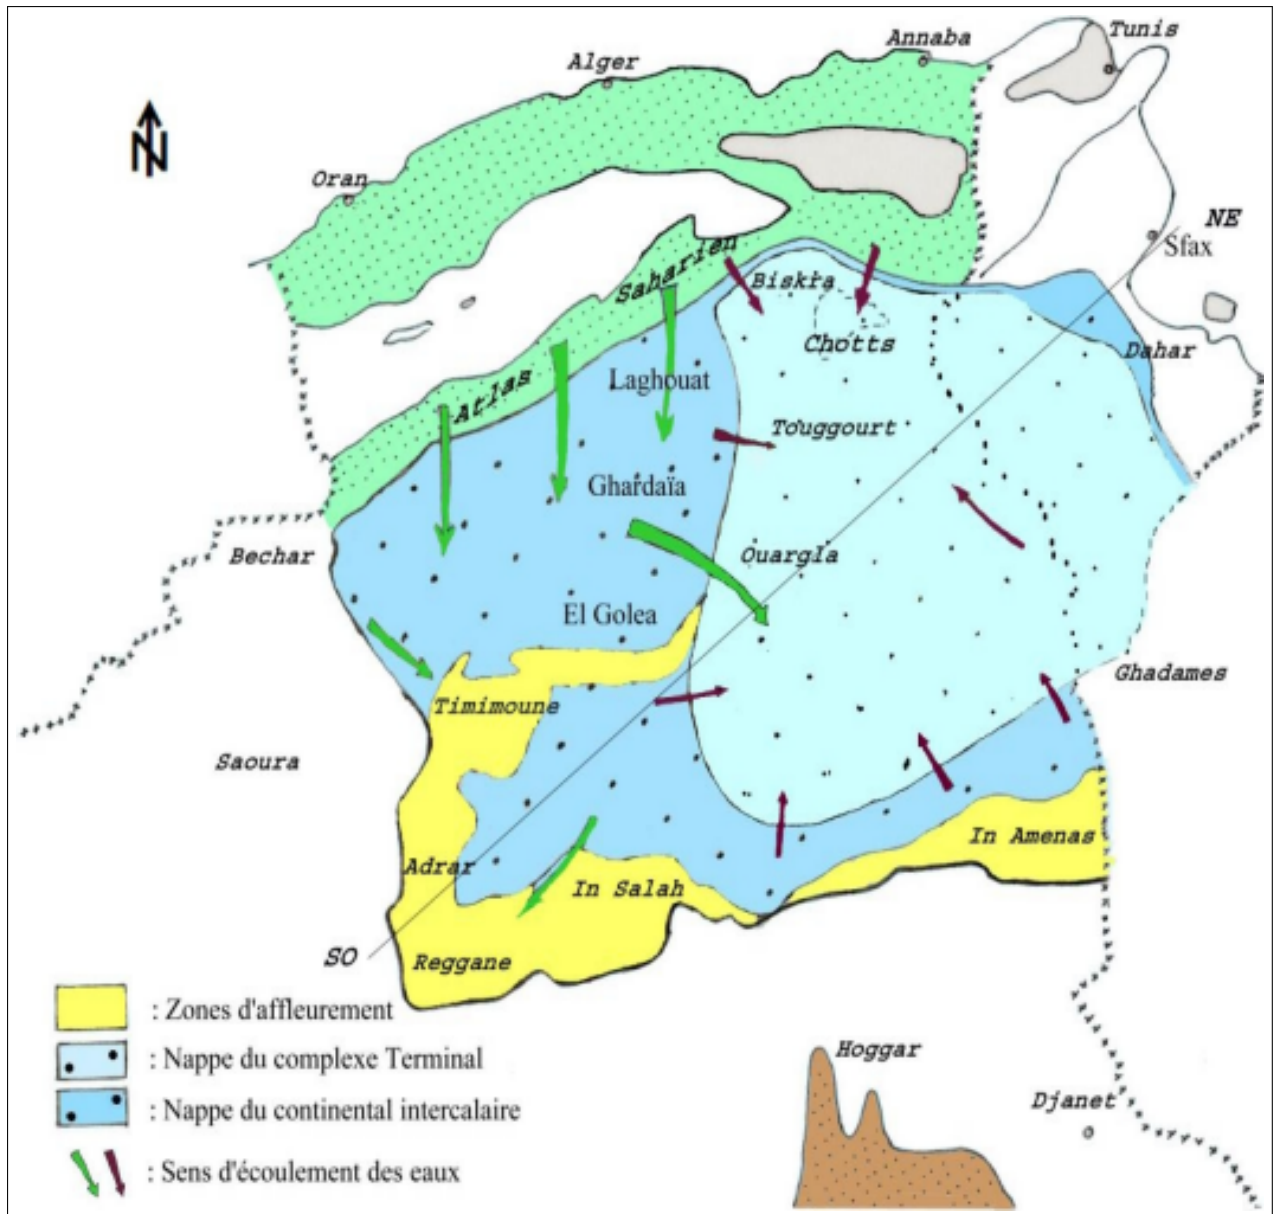 Tunis
Annaba
Alger
Oran
NE
Sfax
Saharien
Biskra
Chotts
Dahar
Laghouat
Atlas
Touggourt
Ghardaïa
Bechar
Ouargla
El Golea
Ghadames
Timimoune
Saoura
In Amenas
Adrar
In Salah
SO
Reggane
N
: Zones d'affleurement
: Nappe du complexe Terminal
: Nappe du continental intercalaire
: Sens d'écoulement des eaux
Hoggar
Djanet